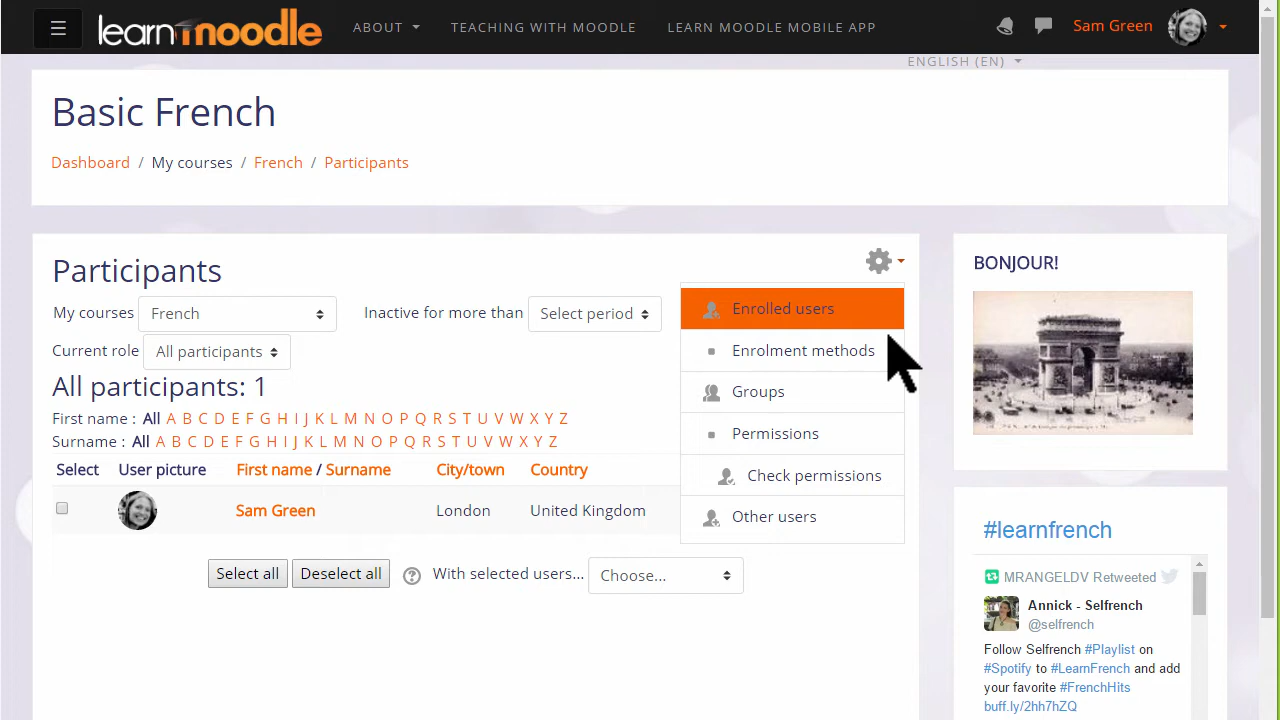 learn moodle ABOUT TEACHING WITH MOODLE LEARN MOODLE MOBILE APP Sam Green
ENGLISH (EN)
Basic French
Dashboard / My courses / French / Participants
Participants
My courses French Inactive for more than Select period
Current role All participants
All participants: 1
First name : All A B C D E F G H I J K L M N O P Q R S T U V W X Y Z
Surname : All A B C D E F G H I J K L M N O P Q R S T U V W X Y Z
Select User picture First name / Surname City/town Country
Sam Green London United Kingdom
Select all Deselect all With selected users... Choose...
Enrolled users
Enrolment methods
Groups
Permissions
Check permissions
Other users
BONJOUR!
#learnfrench
MRANGELDV Retweeted
Annick - Selfrench
@selfrench
Follow Selfrench #Playlist on
#Spotify to #LearnFrench and add
your favorite #FrenchHits
buff.ly/2hh7hZQ